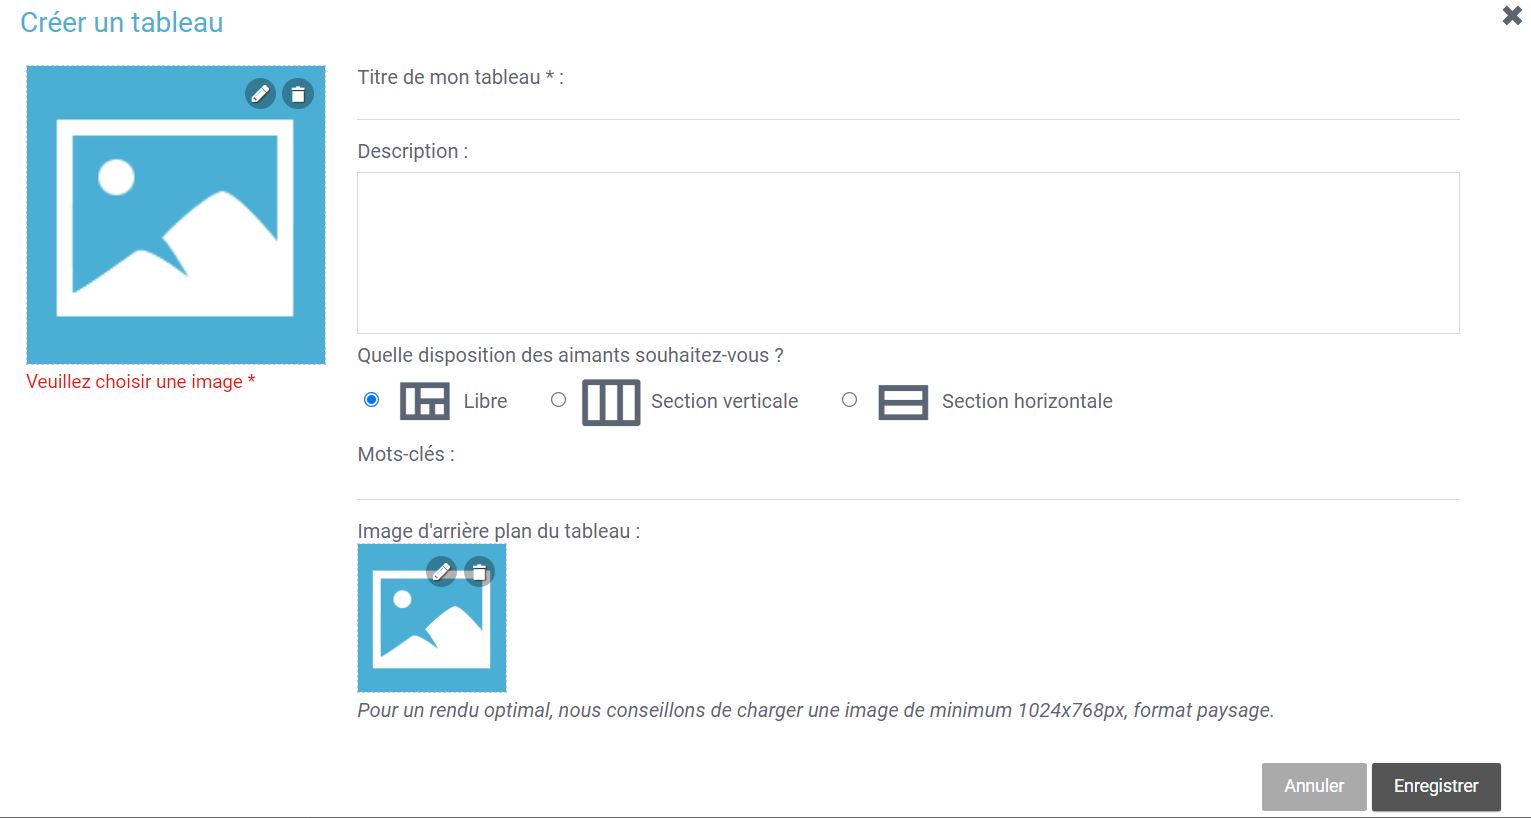 Créer un tableau
Titre de mon tableau * :
Description :
Veuillez choisir une image *
Quelle disposition des aimants souhaitez-vous ?
Libre Section verticale Section horizontale
Mots-clés :
Image d'arrière plan du tableau :
Pour un rendu optimal, nous conseillons de charger une image de minimum 1024x768px, format paysage.
Annuler Enregistrer